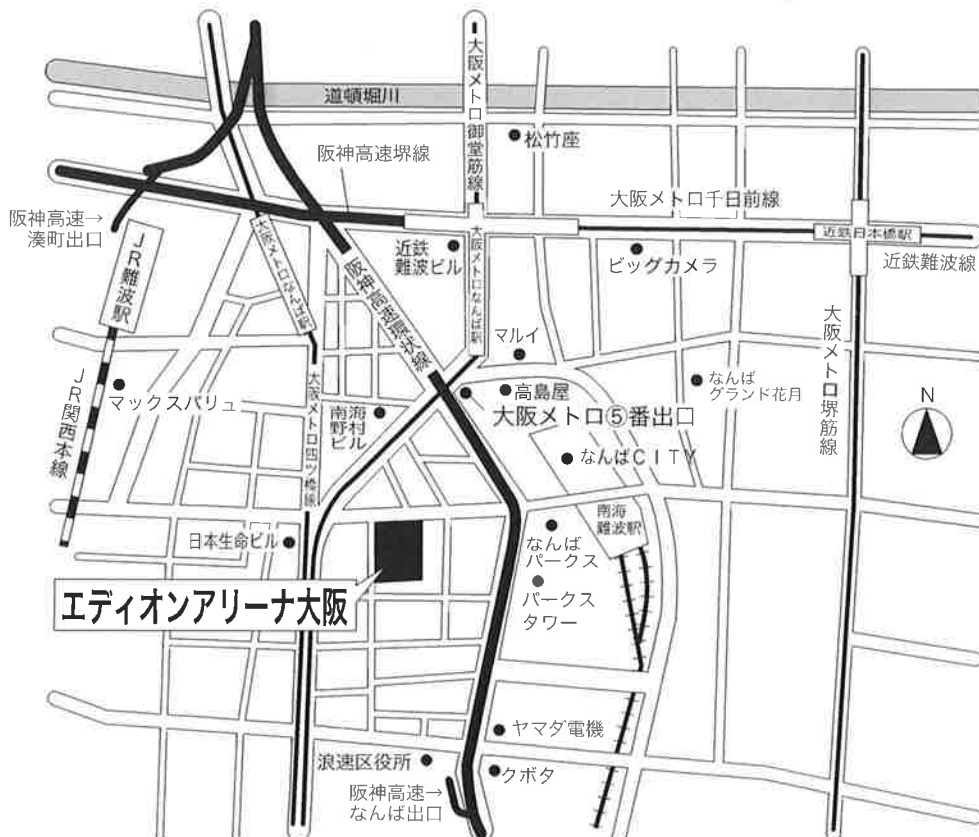 道頓堀川
大阪メトロ御堂筋線
松竹座
阪神高速堺線
大阪メトロ千日前線
阪神高速→
湊町出口
近鉄日本橋駅
近鉄難波線
JR難波駅
大阪メトロなんば駅
近鉄
難波ビル
大阪メトロなんば駅
ビッグカメラ
阪神高速環状線
マルイ
大阪メトロ堺筋線
JR関西本線
マックスバリュ
大阪メトロ四ツ橋線
南海
野村
ビル
高島屋
なんば
グランド花月
N
大阪メトロ⑤番出口
なんばCITY
南海
難波駅
日本生命ビル
なんば
パークス
エディオンアリーナ大阪
パークス
タワー
ヤマダ電機
浪速区役所
クボタ
阪神高速→
なんば出口